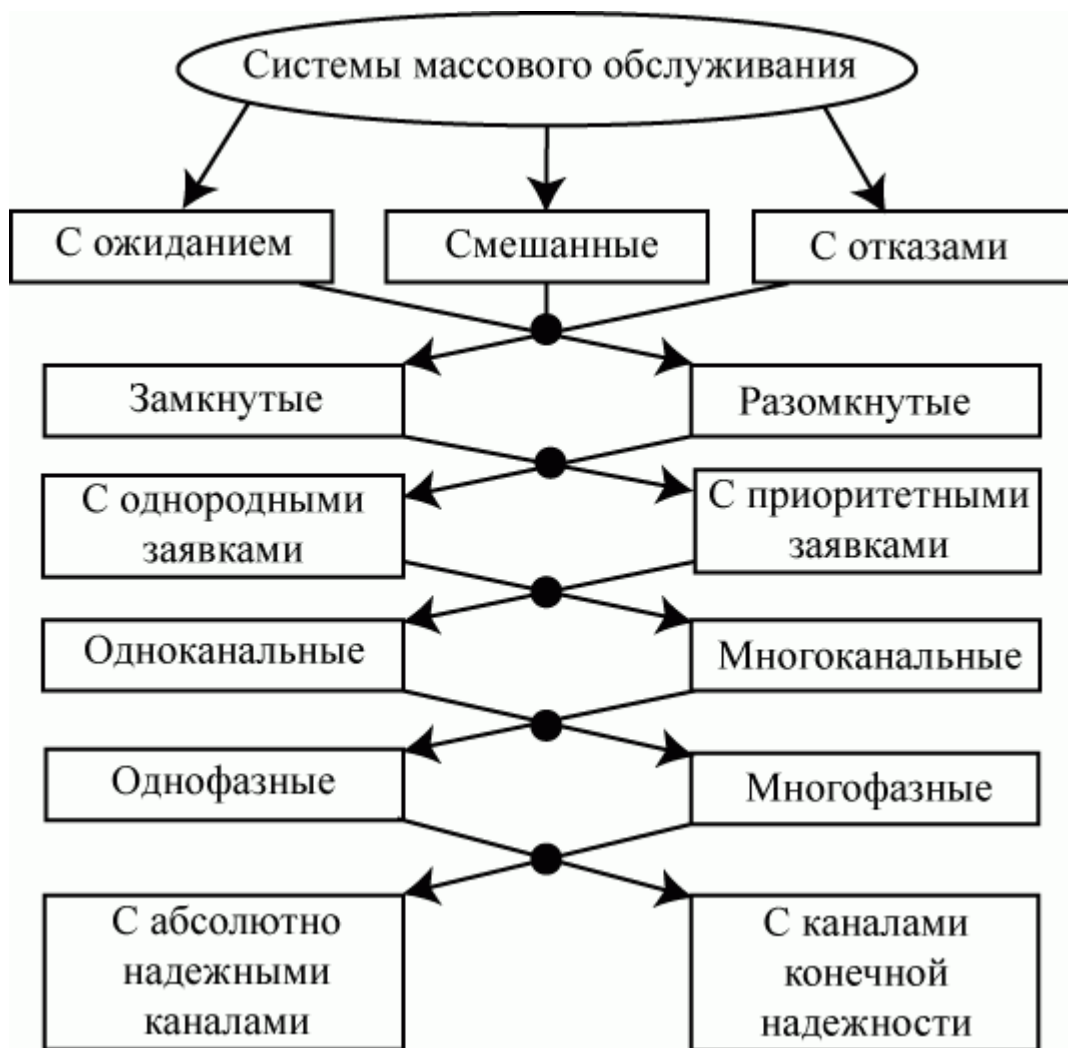 Системы массового обслуживания
С ожиданием
Смешанные
С отказами
Замкнутые
Разомкнутые
С однородными
заявками
С приоритетными
заявками
Одноканальные
Многоканальные
Однофазные
Многофазные
С абсолютно
надежными
каналами
С каналами
конечной
надежности